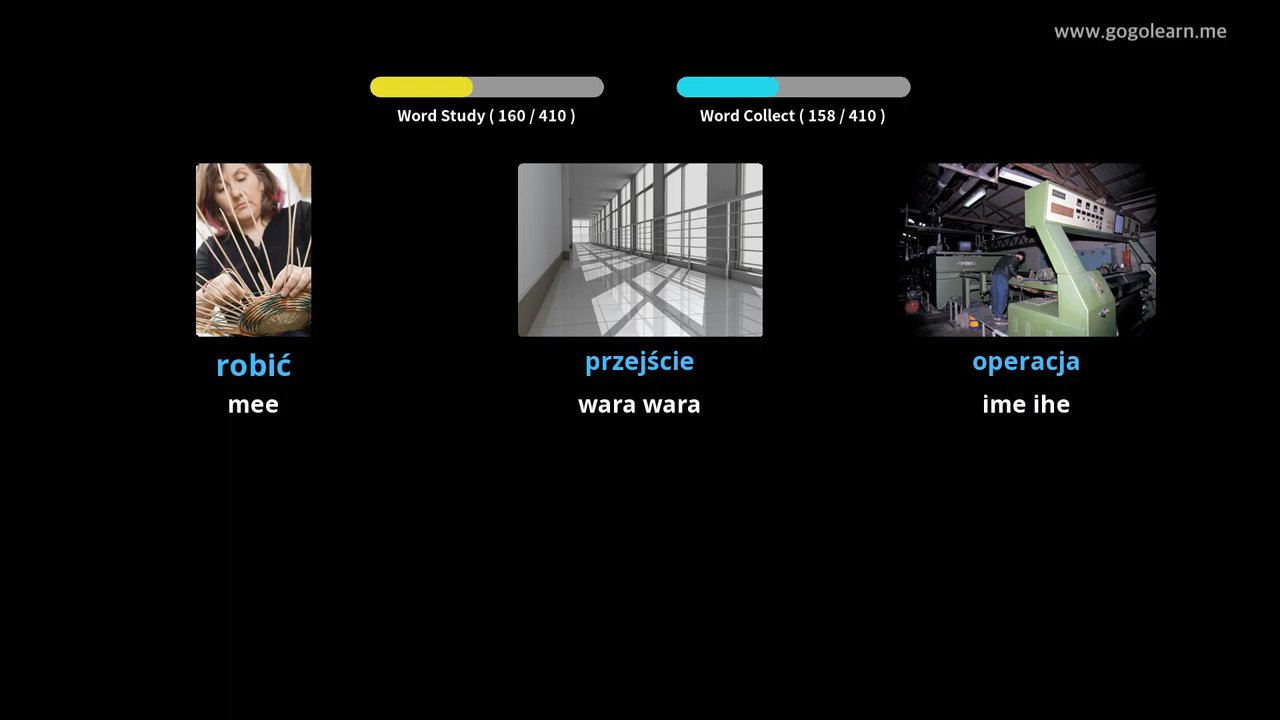 www.gogolearn.me
Word Study ( 160 / 410 )
Word Collect ( 158 / 410 )
robić
mee
przejście
wara wara
operacja
ime ihe